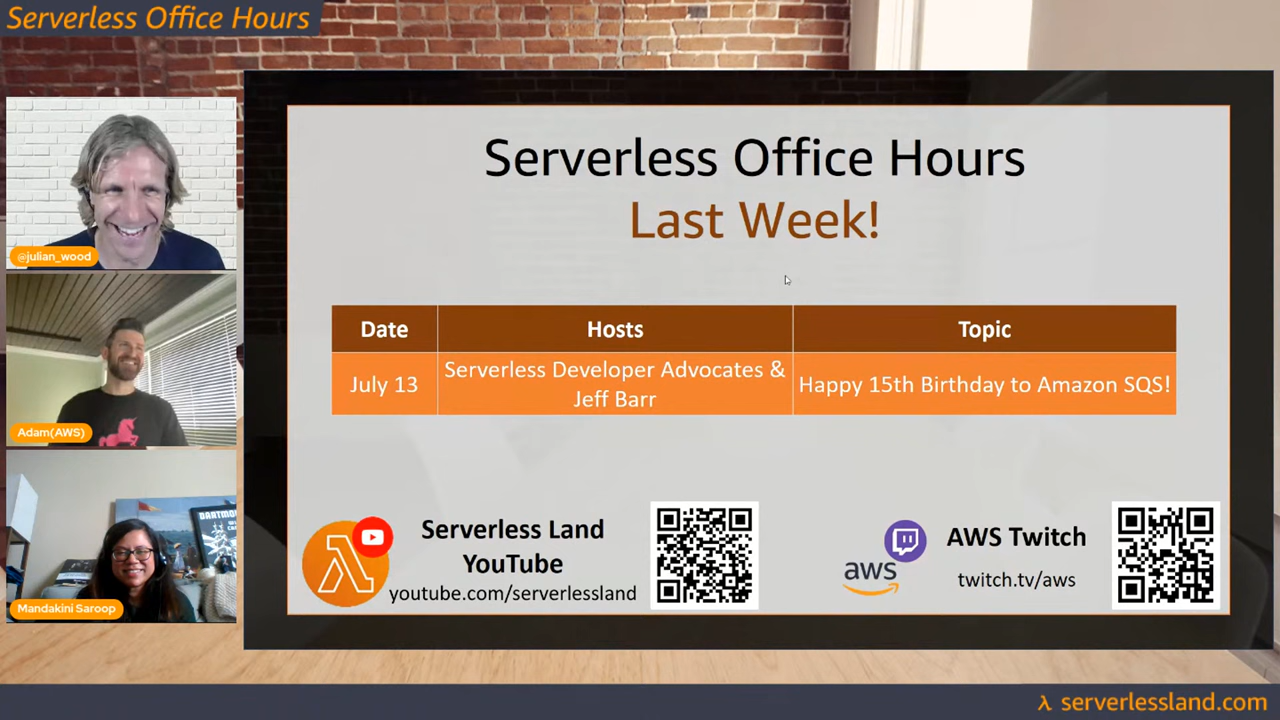 Serverless Office Hours
@julian_wood
Adam(AWS)
DARTMOU
Mandakini Saroop
Serverless Office Hours
Last Week!
Date Hosts Topic
July 13
Serverless Developer Advocates &
Jeff Barr
Happy 15th Birthday to Amazon SQS!
Serverless Land
YouTube
youtube.com/serverlessland
aws
AWS Twitch
twitch.tv/aws
λ serverlessland.com